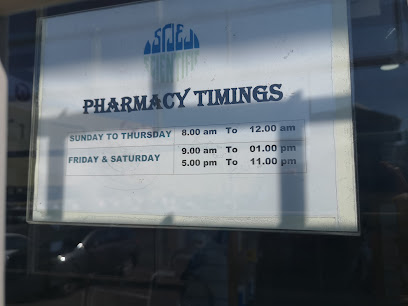 PHARMACY TIMINGS
SUNDAY TO THURSDAY 8.00 am To 12.00 am
FRIDAY & SATURDAY 9.00 am To 01.00 pm
5.00 pm To 11.00 pm